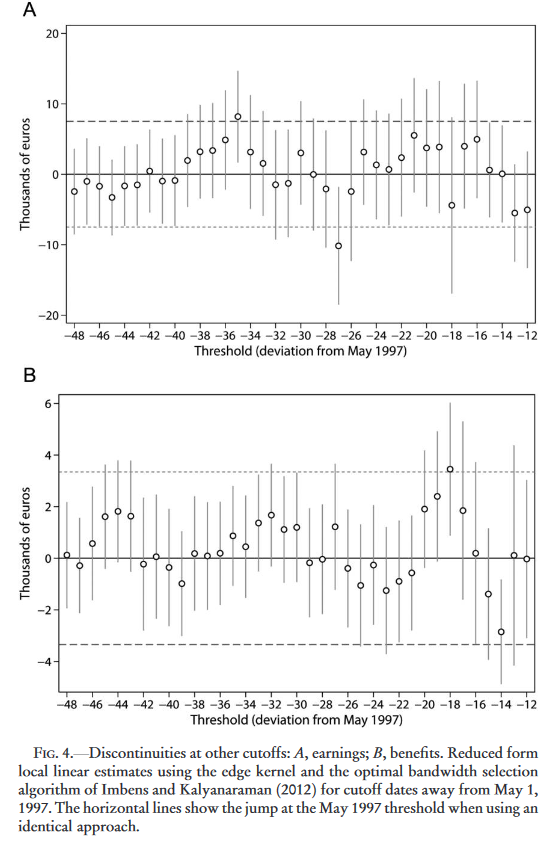 A
20
10
0
−10
−20
Thousands of euros
−48 −46 −44 −42 −40 −38 −36 −34 −32 −30 −28 −26 −24 −22 −20 −18 −16 −14 −12
Threshold (deviation from May 1997)
B
6
4
2
0
−2
−4
Thousands of euros
−48 −46 −44 −42 −40 −38 −36 −34 −32 −30 −28 −26 −24 −22 −20 −18 −16 −14 −12
Threshold (deviation from May 1997)
FIG. 4.—Discontinuities at other cutoffs: A, earnings; B, benefits. Reduced form
local linear estimates using the edge kernel and the optimal bandwidth selection
algorithm of Imbens and Kalyanaraman (2012) for cutoff dates away from May 1,
1997. The horizontal lines show the jump at the May 1997 threshold when using an
identical approach.